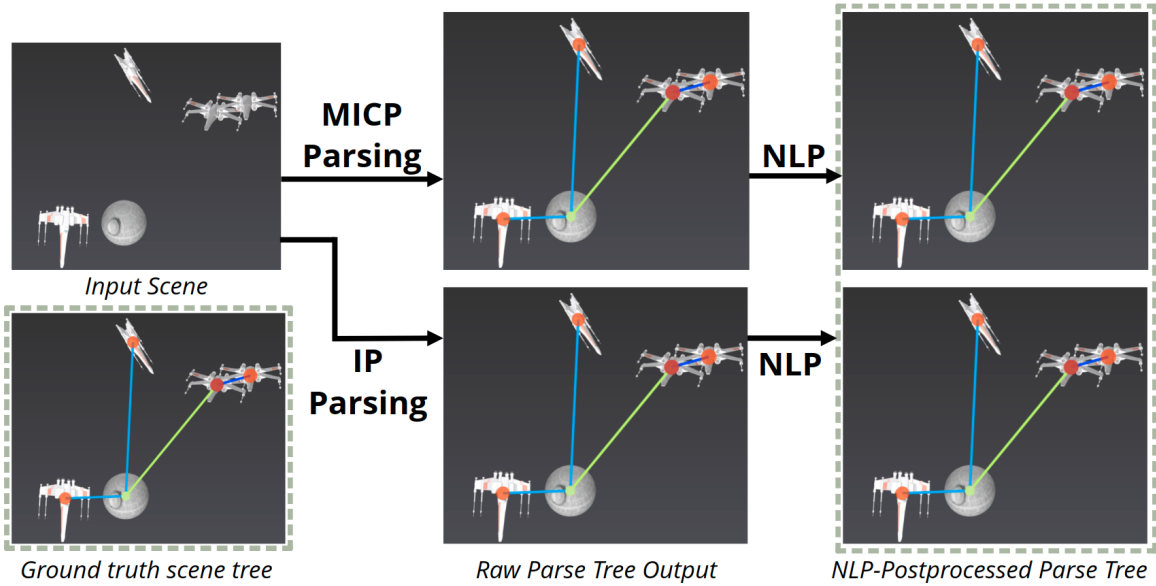 MICP
Parsing
NLP
Input Scene
IP
Parsing
NLP
Ground truth scene tree
Raw Parse Tree Output
NLP-Postprocessed Parse Tree